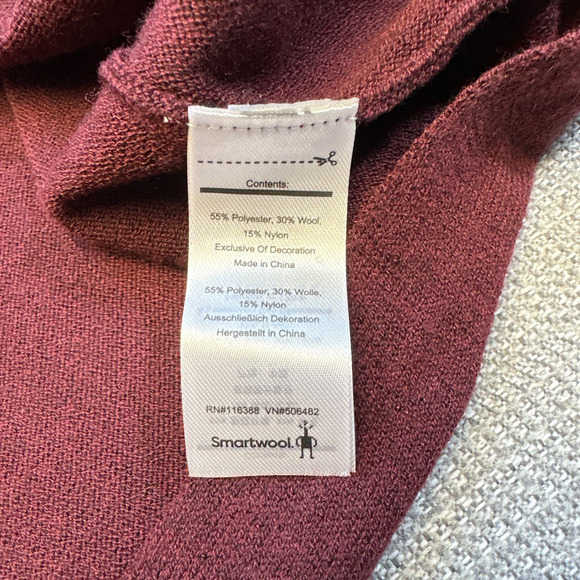 Contents:
55% Polyester, 30% Wool,
15% Nylon
Exclusive Of Decoration
Made in China
55% Polyester, 30% Wolle,
15% Nylon
Ausschließlich Dekoration
Hergestellt in China
RN#116388 VN#506482
Smartwool